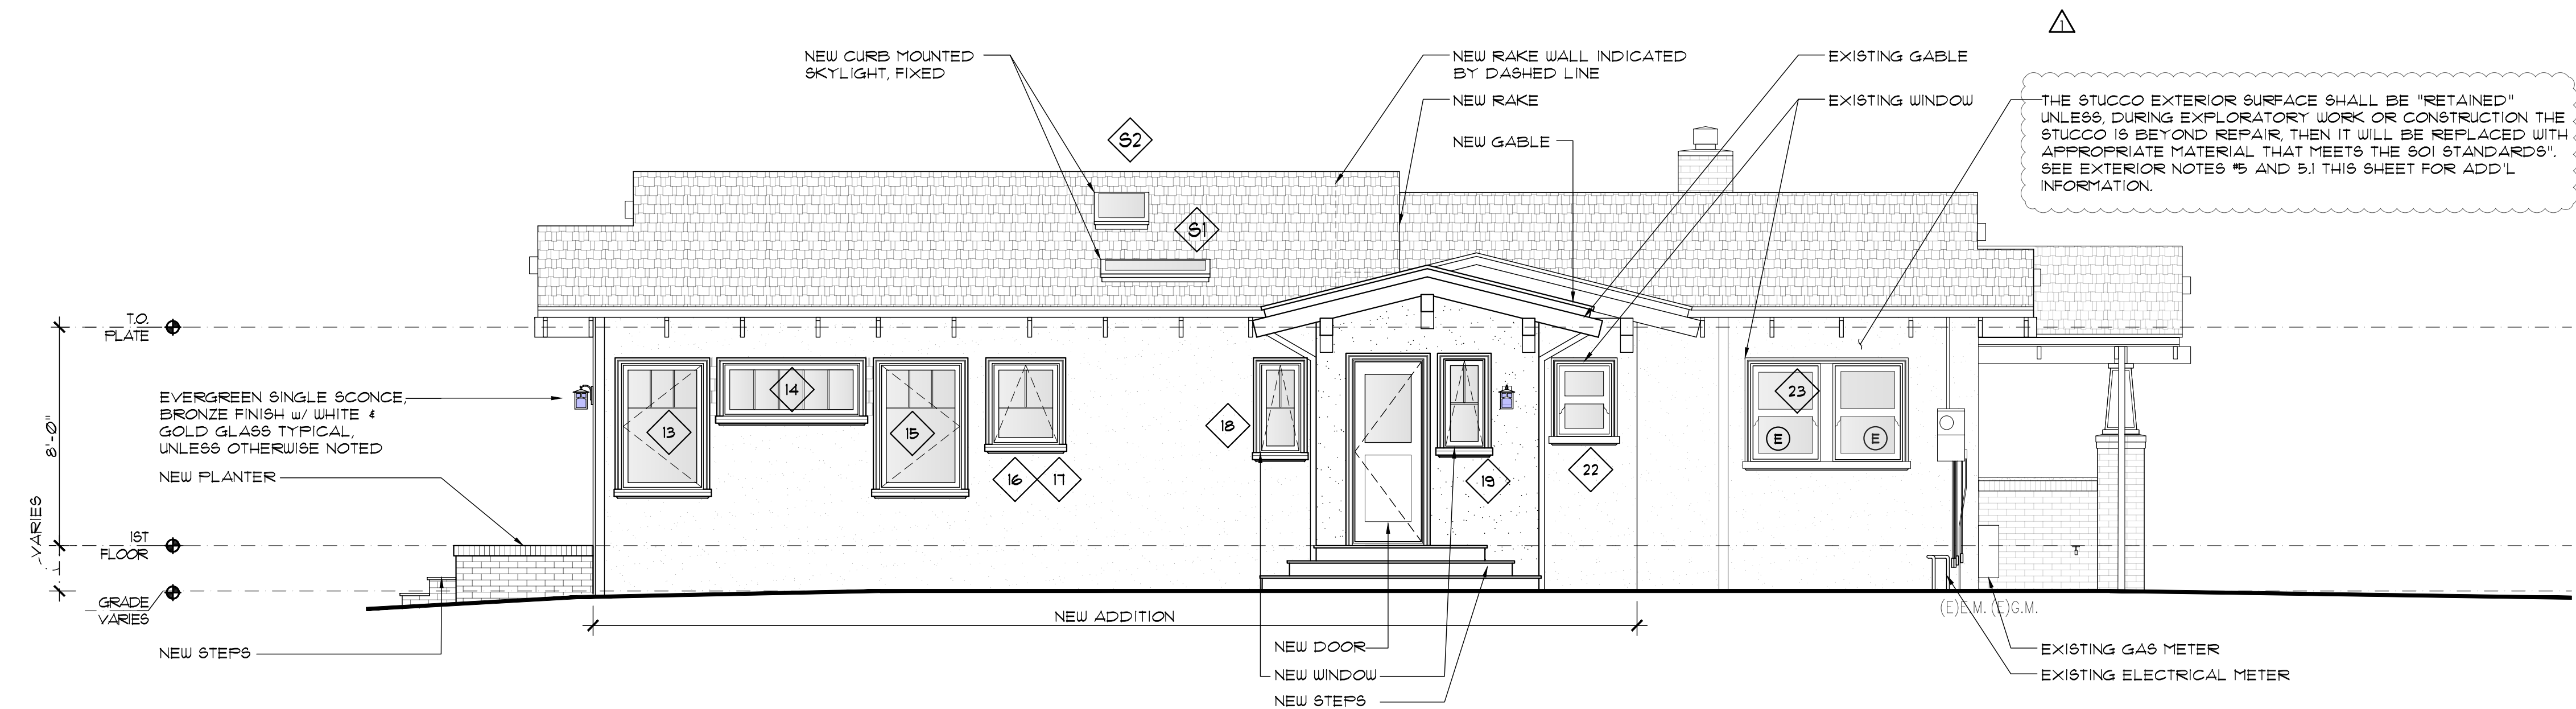 1
NEW CURB MOUNTED
SKYLIGHT, FIXED
NEW RAKE WALL INDICATED
BY DASHED LINE
NEW RAKE
NEW GABLE
EXISTING GABLE
EXISTING WINDOW
THE STUCCO EXTERIOR SURFACE SHALL BE "RETAINED"
UNLESS, DURING EXPLORATORY WORK OR CONSTRUCTION THE
STUCCO IS BEYOND REPAIR, THEN IT WILL BE REPLACED WITH
APPROPRIATE MATERIAL THAT MEETS THE SOI STANDARDS".
SEE EXTERIOR NOTES #5 AND 5.1 THIS SHEET FOR ADD'L
INFORMATION.
S2
S1
T.O.
PLATE
8'-0"
EVERGREEN SINGLE SCONCE,
BRONZE FINISH w/ WHITE &
GOLD GLASS TYPICAL,
UNLESS OTHERWISE NOTED
NEW PLANTER
13
14
15
16
17
18
19
22
23
E
E
VARIES
1ST
FLOOR
GRADE
VARIES
NEW STEPS
NEW ADDITION
NEW DOOR
NEW WINDOW
NEW STEPS
(E)E.M. (E)G.M.
EXISTING GAS METER
EXISTING ELECTRICAL METER